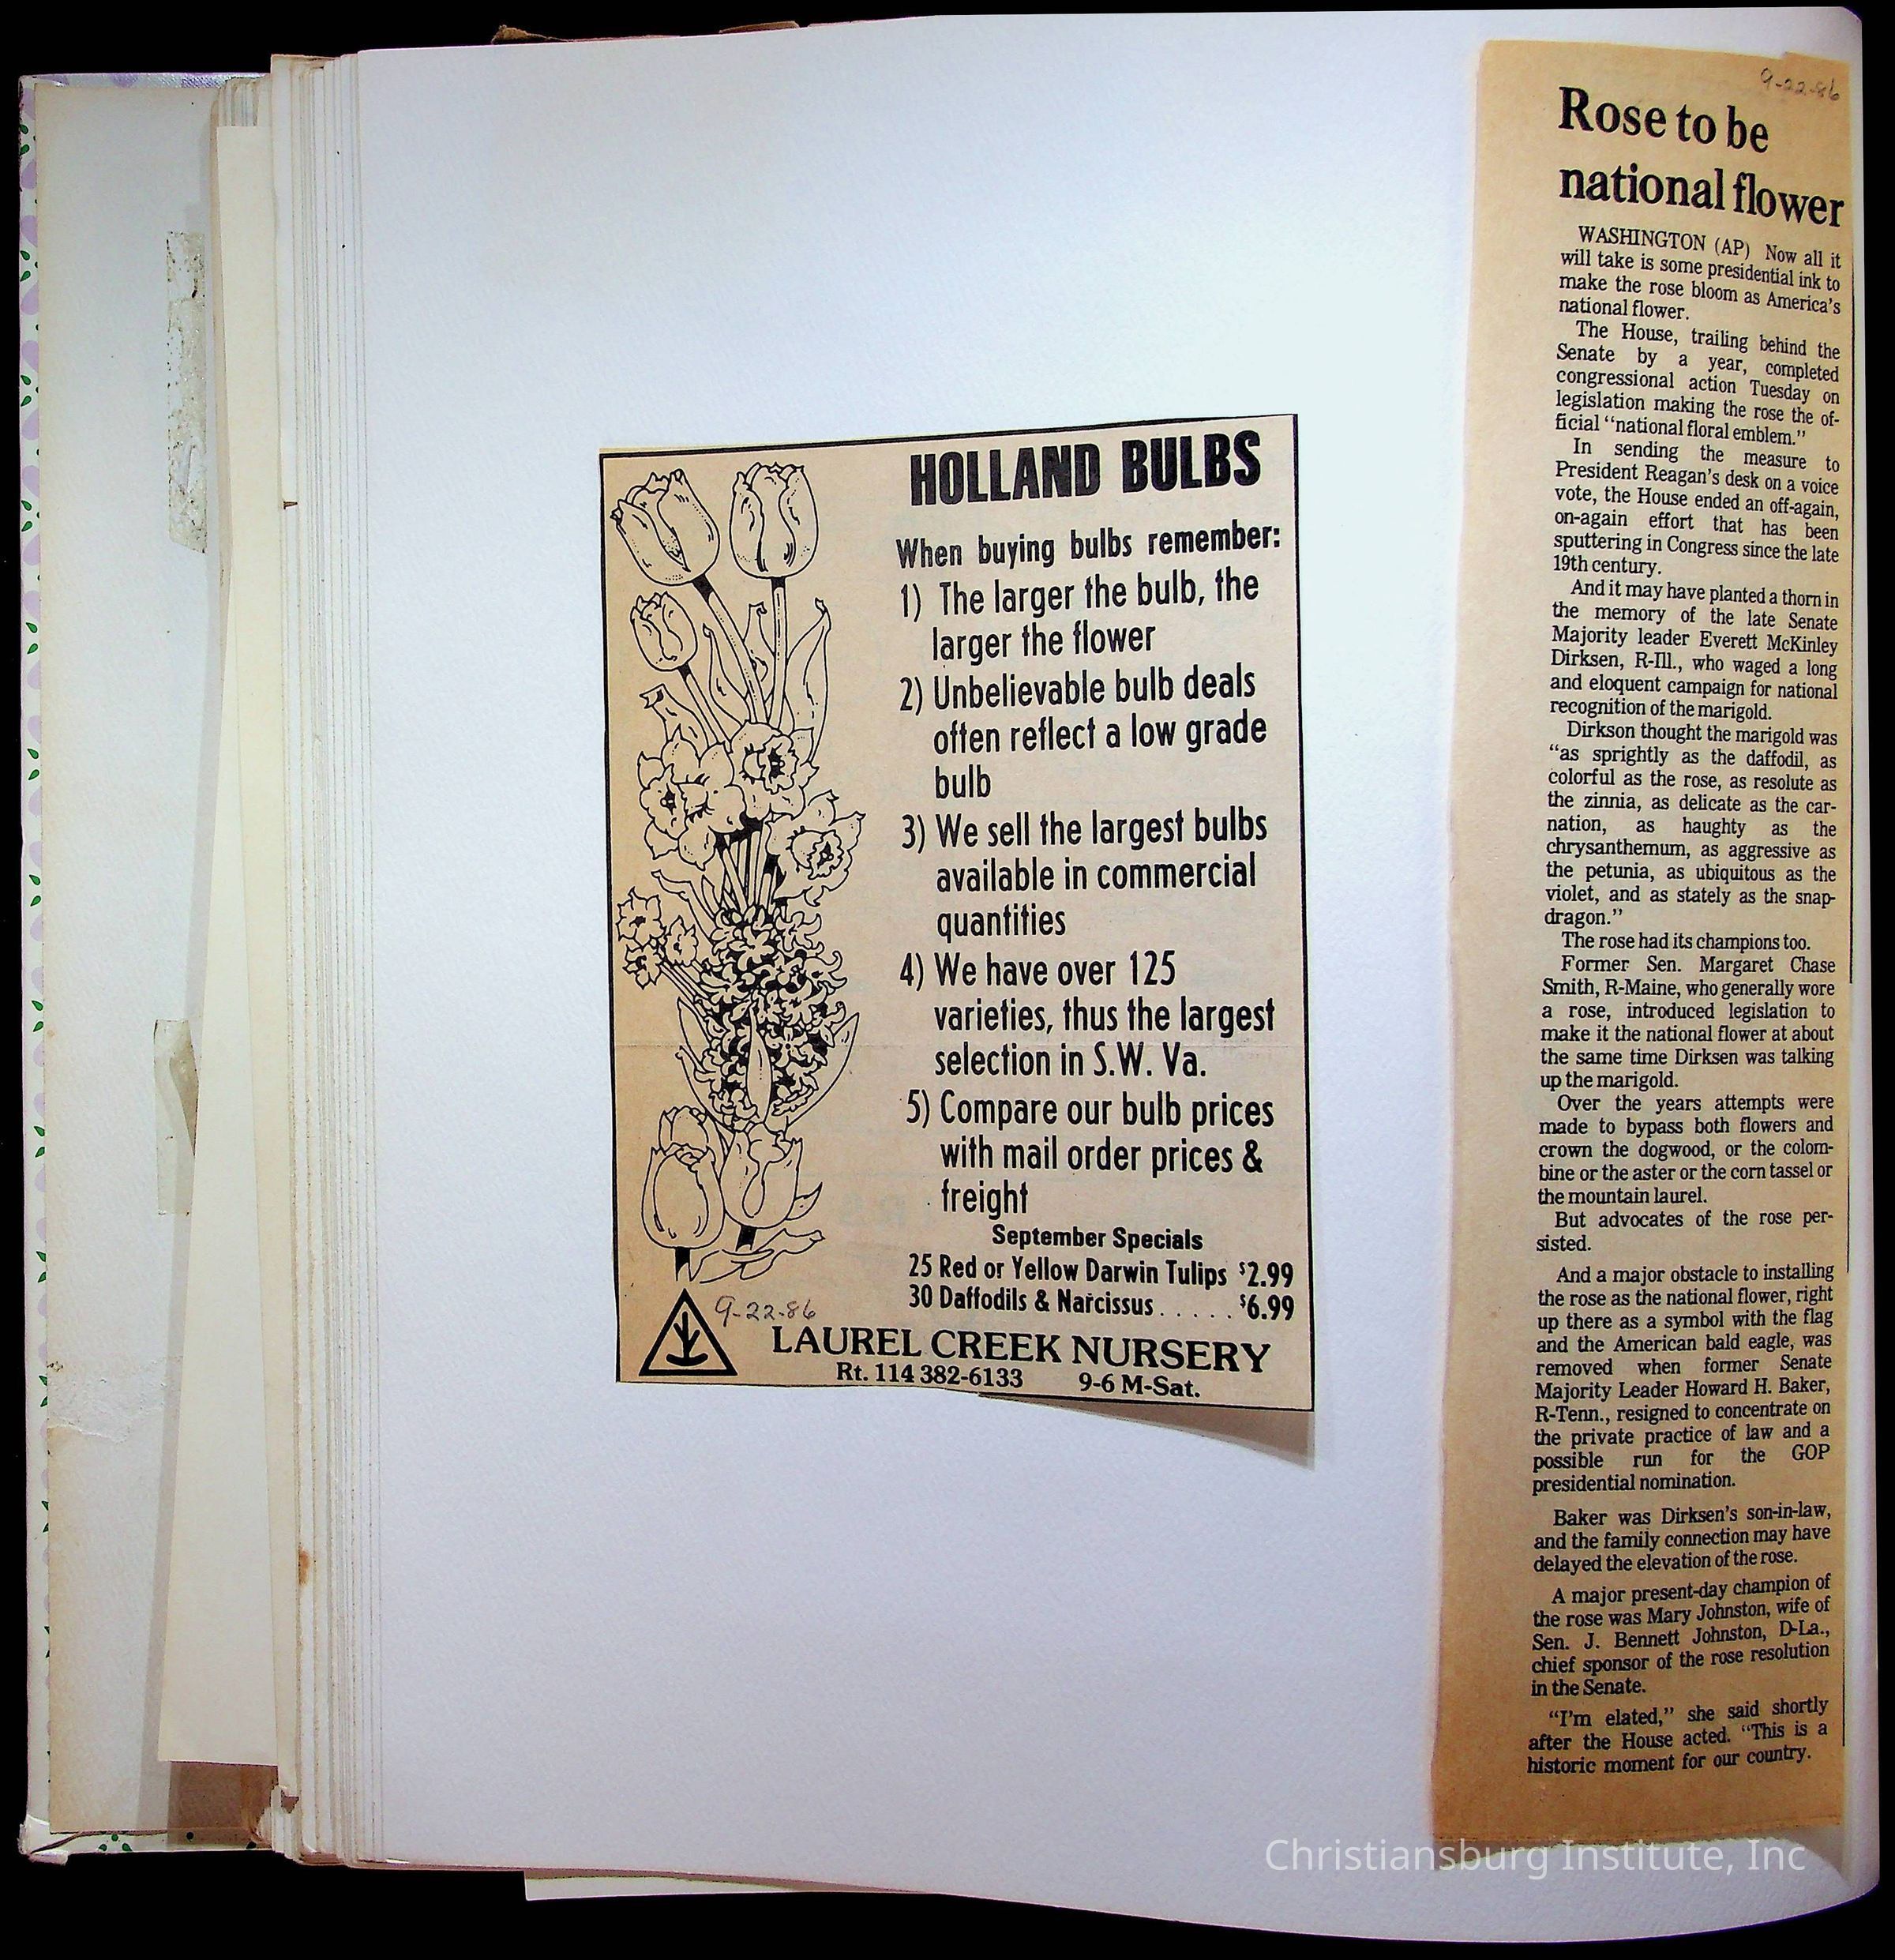 HOLLAND BULBS
When buying bulbs remember:
1) The larger the bulb, the
larger the flower
2) Unbelievable bulb deals
often reflect a low grade
bulb
3) We sell the largest bulbs
available in commercial
quantities
4) We have over 125
varieties, thus the largest
selection in S.W. Va.
5) Compare our bulb prices
with mail order prices &
freight
September Specials
25 Red or Yellow Darwin Tulips $2.99
30 Daffodils & Narcissus . . . . . . $6.99
9-22-86
LAUREL CREEK NURSERY
Rt. 114 382-6133 9-6 M-Sat.
9-22-86
Rose to be
national flower
WASHINGTON (AP) Now all it
will take is some presidential ink to
make the rose bloom as America's
national flower.
The House, trailing behind the
Senate by a year, completed
congressional action Tuesday on
legislation making the rose the of-
ficial "national floral emblem."
In sending the measure to
President Reagan's desk on a voice
vote, the House ended an off-again,
on-again effort that has been
sputtering in Congress since the late
19th century.
And it may have planted a thorn in
the memory of the late Senate
Majority leader Everett McKinley
Dirksen, R-Ill., who waged a long
and eloquent campaign for national
recognition of the marigold.
Dirkson thought the marigold was
"as sprightly as the daffodil, as
colorful as the rose, as resolute as
the zinnia, as delicate as the car-
nation, as haughty as the
chrysanthemum, as aggressive as
the petunia, as ubiquitous as the
violet, and as stately as the snap-
dragon."
The rose had its champions too.
Former Sen. Margaret Chase
Smith, R-Maine, who generally wore
a rose, introduced legislation to
make it the national flower at about
the same time Dirksen was talking
up the marigold.
Over the years attempts were
made to bypass both flowers and
crown the dogwood, or the colom-
bine or the aster or the corn tassel or
the mountain laurel.
But advocates of the rose per-
sisted.
And a major obstacle to installing
the rose as the national flower, right
up there as a symbol with the flag
and the American bald eagle, was
removed when former Senate
Majority Leader Howard H. Baker,
R-Tenn., resigned to concentrate on
the private practice of law and a
possible run for the GOP
presidential nomination.
Baker was Dirksen's son-in-law,
and the family connection may have
delayed the elevation of the rose.
A major present-day champion of
the rose was Mary Johnston, wife of
Sen. J. Bennett Johnston, D-La.,
chief sponsor of the rose resolution
in the Senate.
"I'm elated," she said shortly
after the House acted. "This is a
historic moment for our country.
Christiansburg Institute, Inc